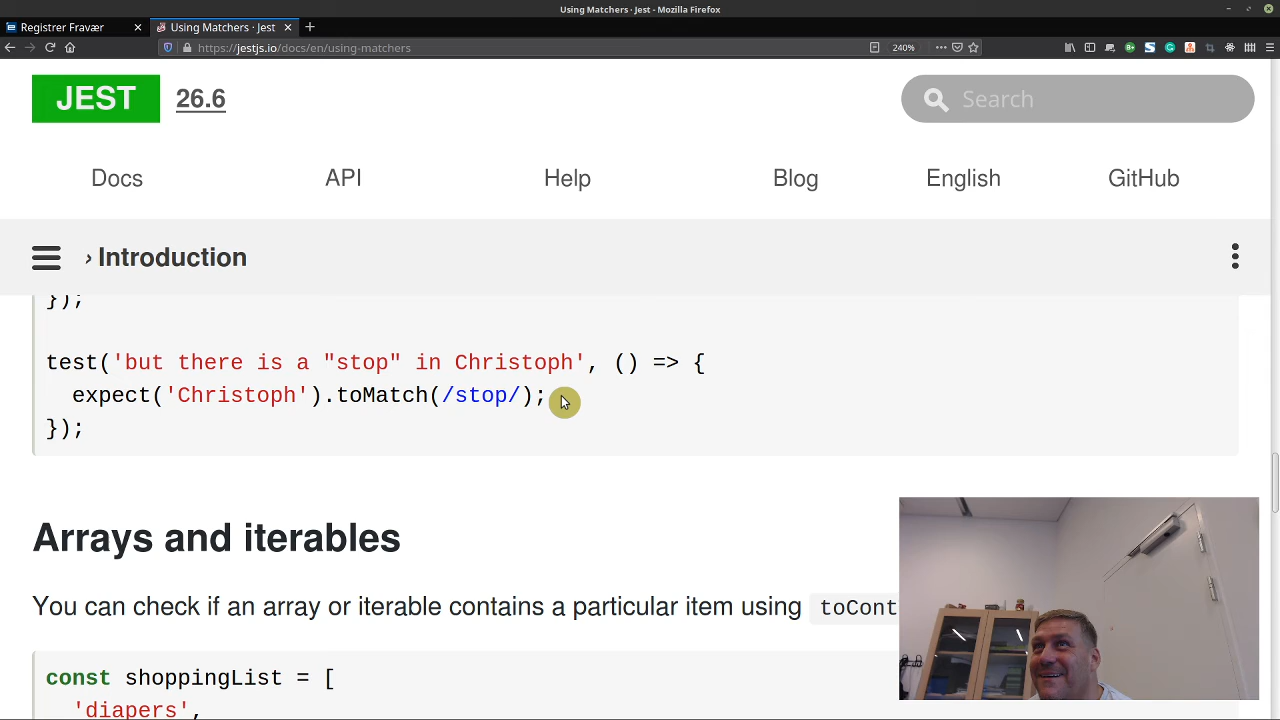 Using Matchers · Jest - Mozilla Firefox
Registrer Fravær
Using Matchers · Jest
https://jestjs.io/docs/en/using-matchers
240%
JEST 26.6
Search
Docs API Help Blog English GitHub
› Introduction
});
test('but there is a "stop" in Christoph', () => {
expect('Christoph').toMatch(/stop/);
});
Arrays and iterables
You can check if an array or iterable contains a particular item using toCont
const shoppingList = [
'diapers',